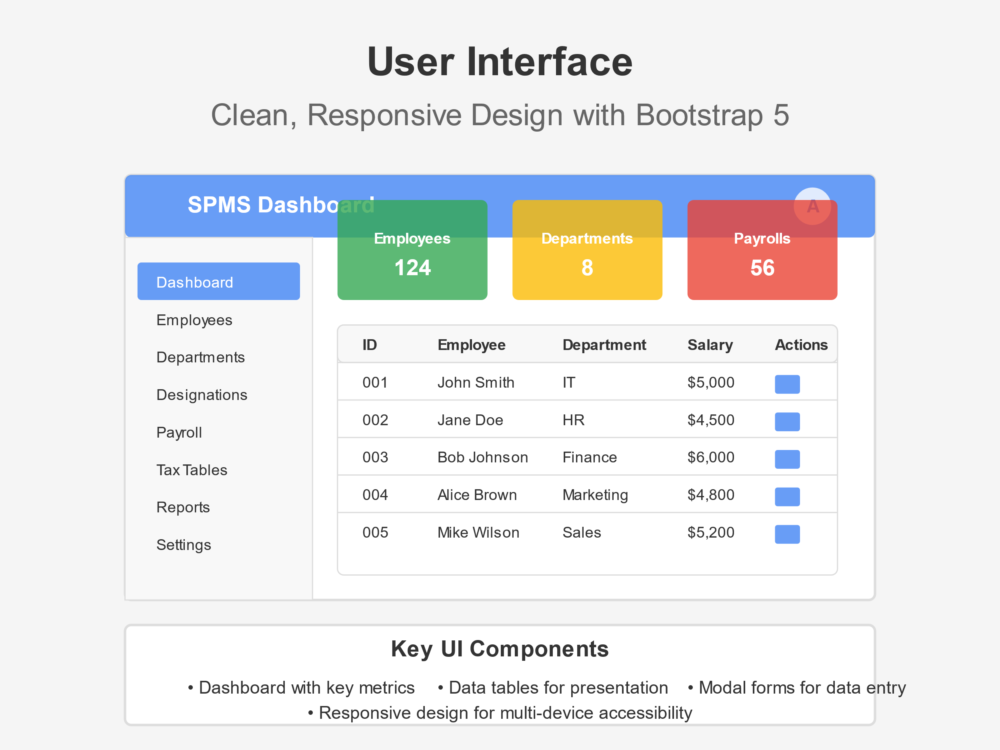 User Interface
Clean, Responsive Design with Bootstrap 5
SPMS Dashboard
A
Employees
124
Departments
8
Payrolls
56
Dashboard
Employees
Departments
Designations
Payroll
Tax Tables
Reports
Settings
ID Employee Department Salary Actions
001 John Smith IT $5,000
002 Jane Doe HR $4,500
003 Bob Johnson Finance $6,000
004 Alice Brown Marketing $4,800
005 Mike Wilson Sales $5,200
Key UI Components
• Dashboard with key metrics • Data tables for presentation • Modal forms for data entry
• Responsive design for multi-device accessibility